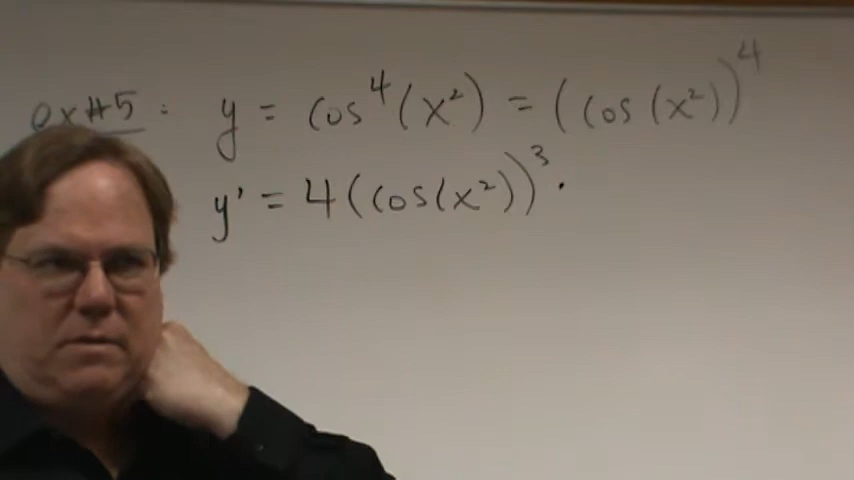 ex#5 : y = cos⁴(x²) = (cos(x²))⁴
y' = 4(cos(x²))³ ·